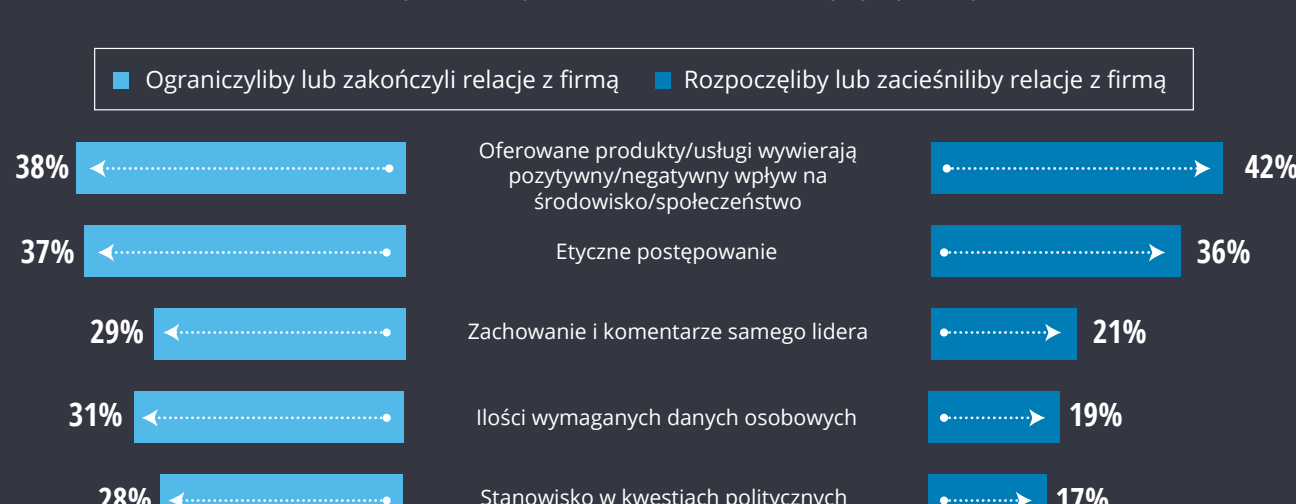 Ograniczyliby lub zakończyli relacje z firmą Rozpoczęliby lub zacieśniliby relacje z firmą
38% Oferowane produkty/usługi wywierają 42%
pozytywny/negatywny wpływ na
środowisko/społeczeństwo
37% Etyczne postępowanie 36%
29% Zachowanie i komentarze samego lidera 21%
31% Ilości wymaganych danych osobowych 19%
28% Stanowisko w kwestiach politycznych 17%